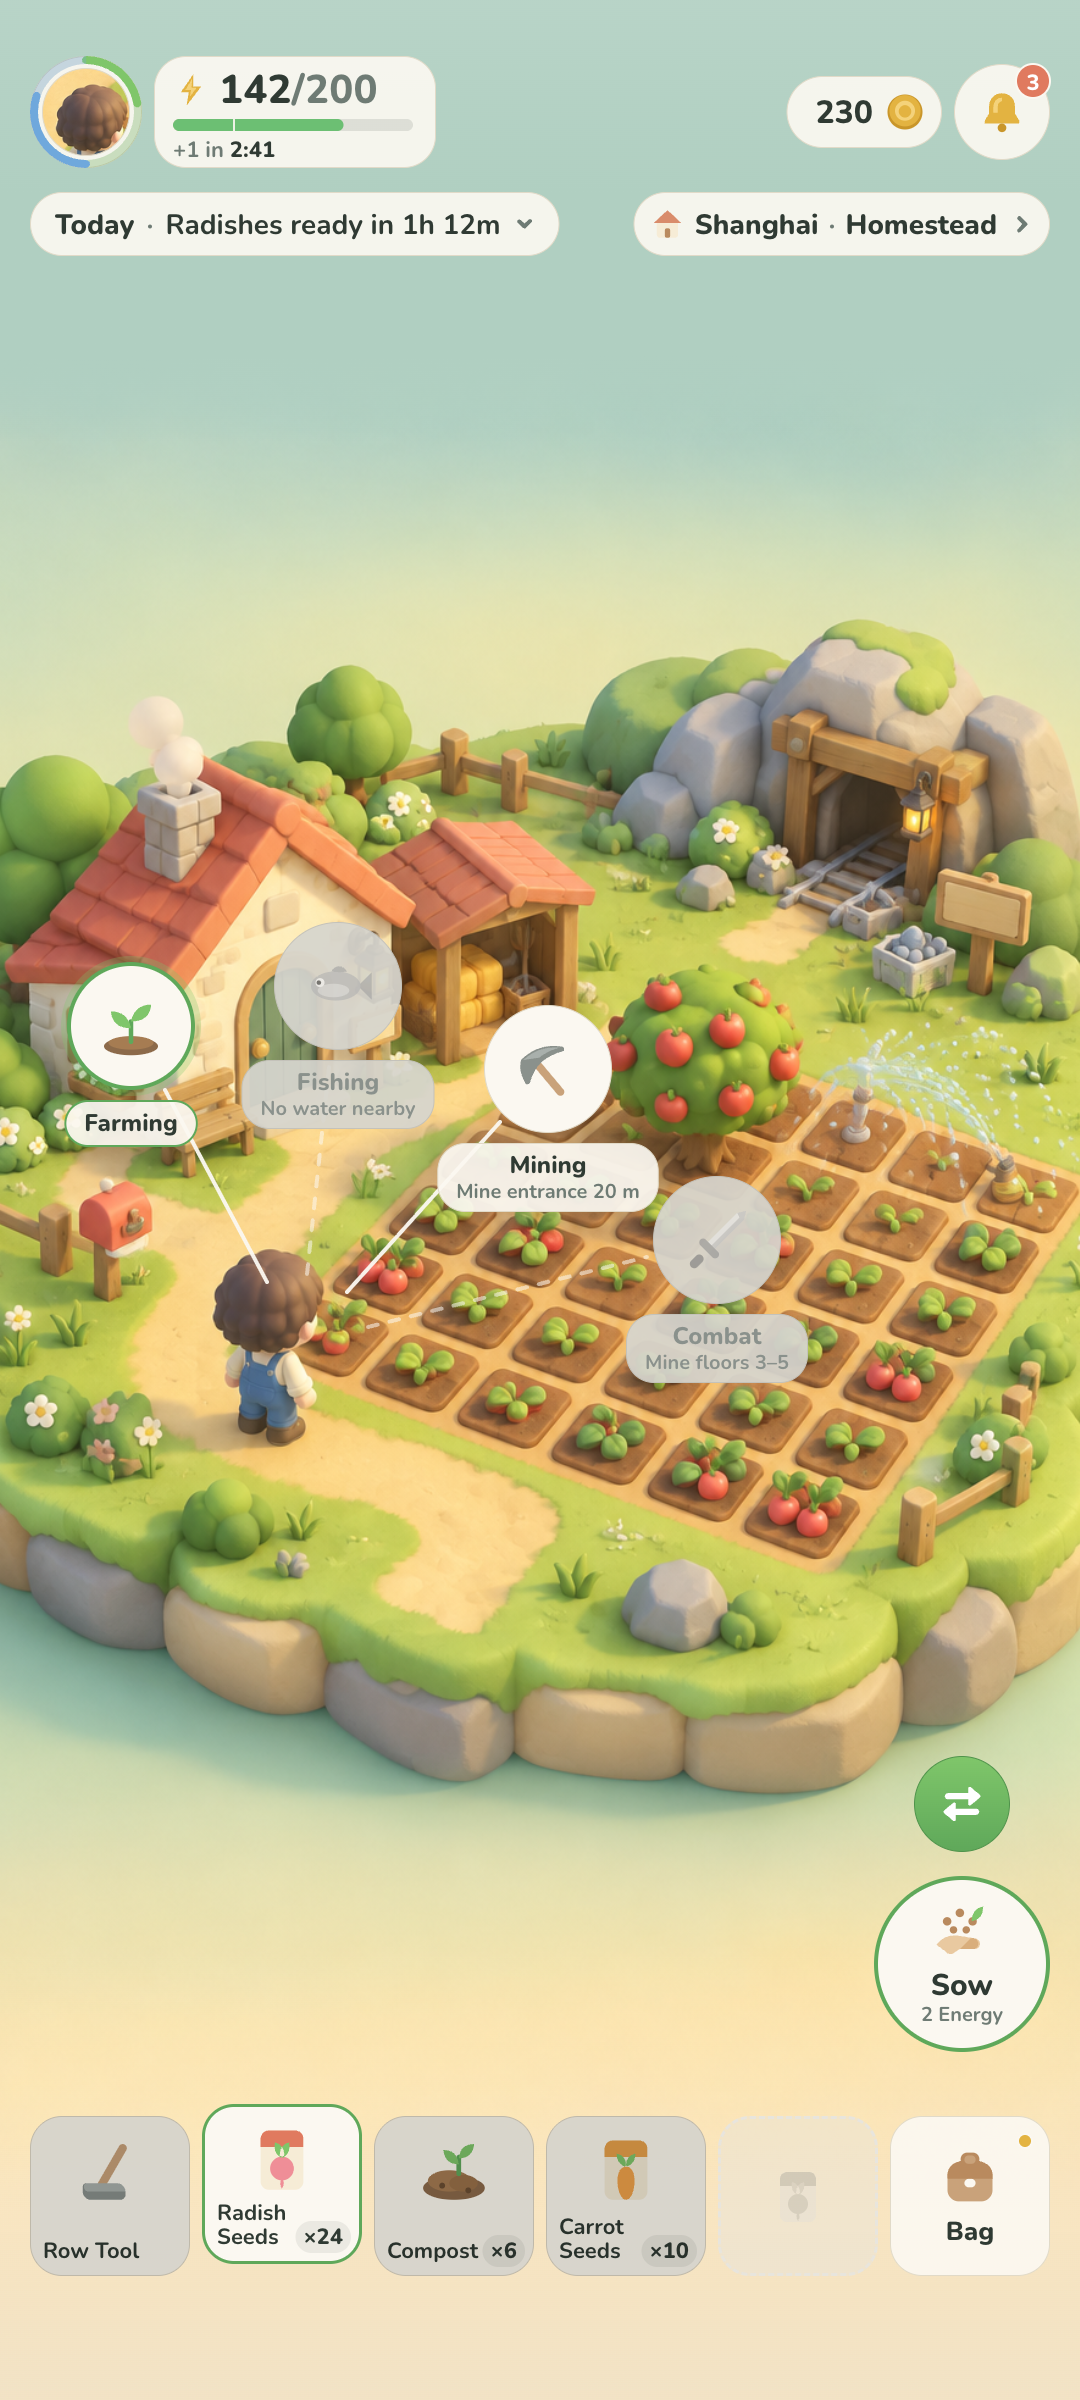 142/200
+1 in 2:41
230
3
Today · Radishes ready in 1h 12m
Shanghai · Homestead
Fishing
No water nearby
Farming
Mining
Mine entrance 20 m
Combat
Mine floors 3–5
Sow
2 Energy
Row Tool
Radish
Seeds ×24
Compost ×6
Carrot
Seeds ×10
Bag